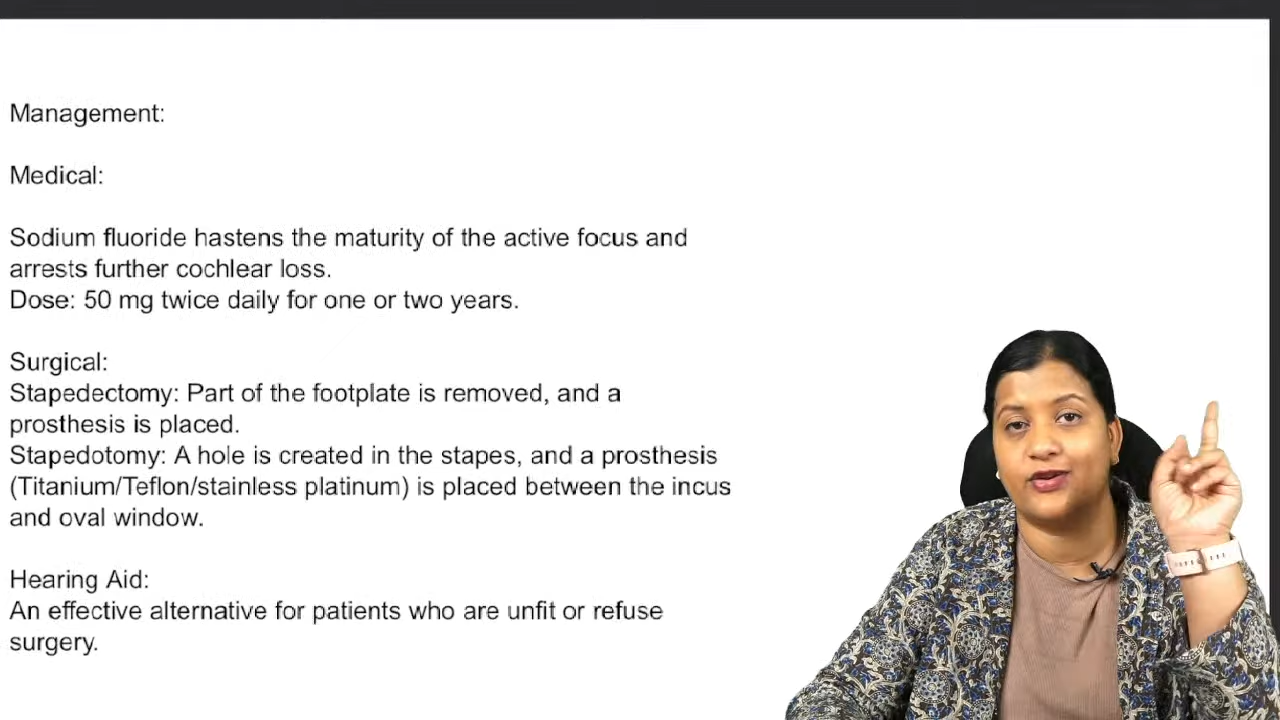 Management:
Medical:
Sodium fluoride hastens the maturity of the active focus and
arrests further cochlear loss.
Dose: 50 mg twice daily for one or two years.
Surgical:
Stapedectomy: Part of the footplate is removed, and a
prosthesis is placed.
Stapedotomy: A hole is created in the stapes, and a prosthesis
(Titanium/Teflon/stainless platinum) is placed between the incus
and oval window.
Hearing Aid:
An effective alternative for patients who are unfit or refuse
surgery.